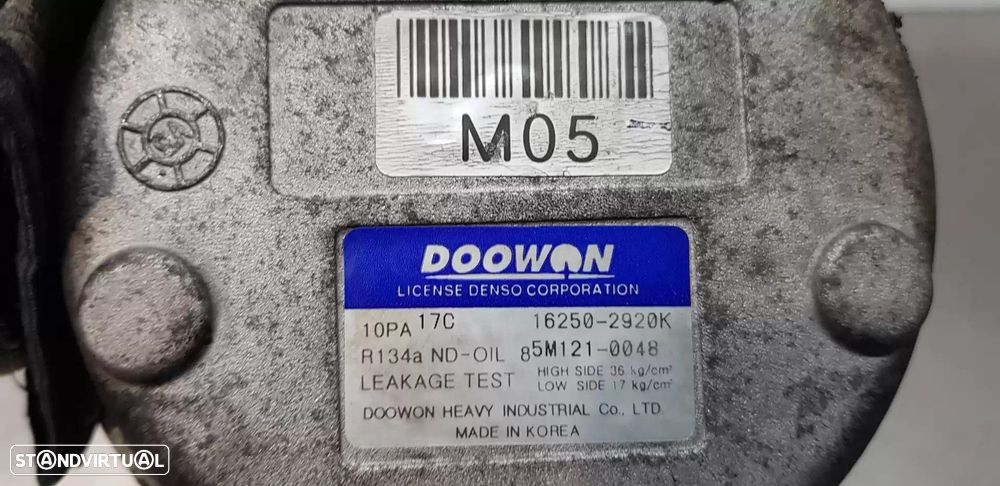 M05
DOOWON
LICENSE DENSO CORPORATION
10PA 17C 16250-2920K
R134a ND-OIL 8 5M121-0048
LEAKAGE TEST HIGH SIDE 36 kg/cm²
LOW SIDE 17 kg/cm²
DOOWON HEAVY INDUSTRIAL Co., LTD.
MADE IN KOREA
STANDVIRTUAL